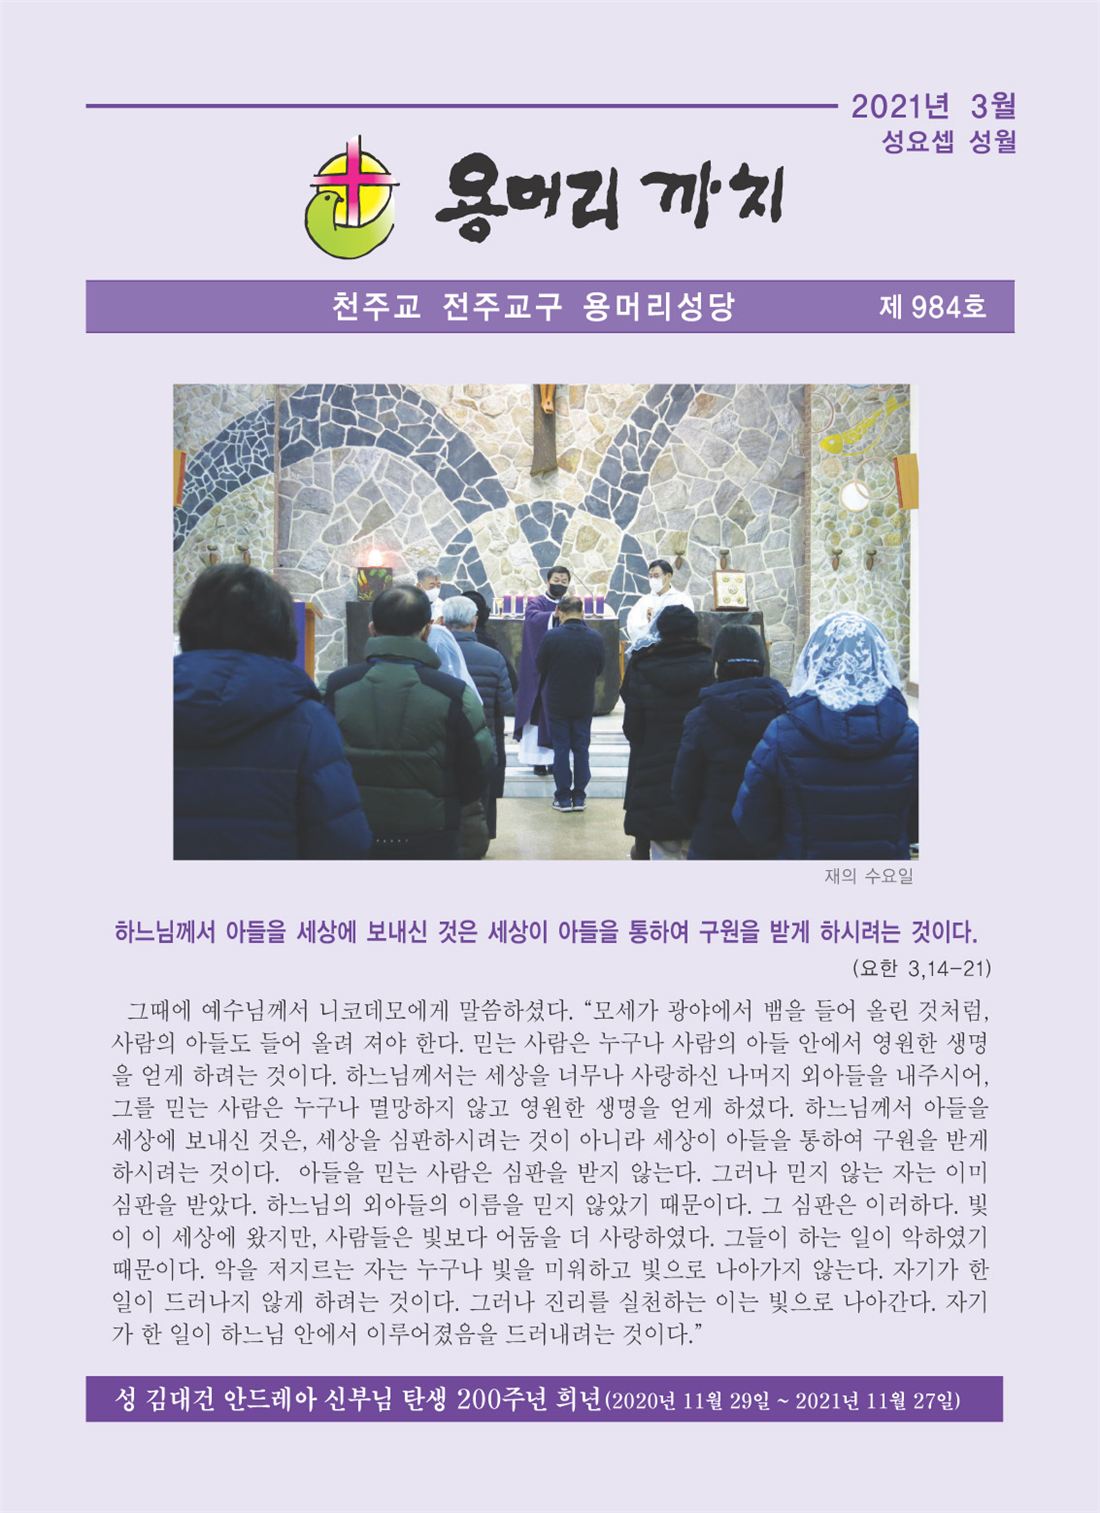 2021년 3월
성요셉 성월
용머리 까치
천주교 전주교구 용머리성당 제 984호
재의 수요일
하느님께서 아들을 세상에 보내신 것은 세상이 아들을 통하여 구원을 받게 하시려는 것이다.
(요한 3,14-21)
그때에 예수님께서 니코데모에게 말씀하셨다. “모세가 광야에서 뱀을 들어 올린 것처럼,
사람의 아들도 들어 올려 져야 한다. 믿는 사람은 누구나 사람의 아들 안에서 영원한 생명
을 얻게 하려는 것이다. 하느님께서는 세상을 너무나 사랑하신 나머지 외아들을 내주시어,
그를 믿는 사람은 누구나 멸망하지 않고 영원한 생명을 얻게 하셨다. 하느님께서 아들을
세상에 보내신 것은, 세상을 심판하시려는 것이 아니라 세상이 아들을 통하여 구원을 받게
하시려는 것이다. 아들을 믿는 사람은 심판을 받지 않는다. 그러나 믿지 않는 자는 이미
심판을 받았다. 하느님의 외아들의 이름을 믿지 않았기 때문이다. 그 심판은 이러하다. 빛
이 이 세상에 왔지만, 사람들은 빛보다 어둠을 더 사랑하였다. 그들이 하는 일이 악하였기
때문이다. 악을 저지르는 자는 누구나 빛을 미워하고 빛으로 나아가지 않는다. 자기가 한
일이 드러나지 않게 하려는 것이다. 그러나 진리를 실천하는 이는 빛으로 나아간다. 자기
가 한 일이 하느님 안에서 이루어졌음을 드러내려는 것이다.”
성 김대건 안드레아 신부님 탄생 200주년 희년(2020년 11월 29일 ~ 2021년 11월 27일)